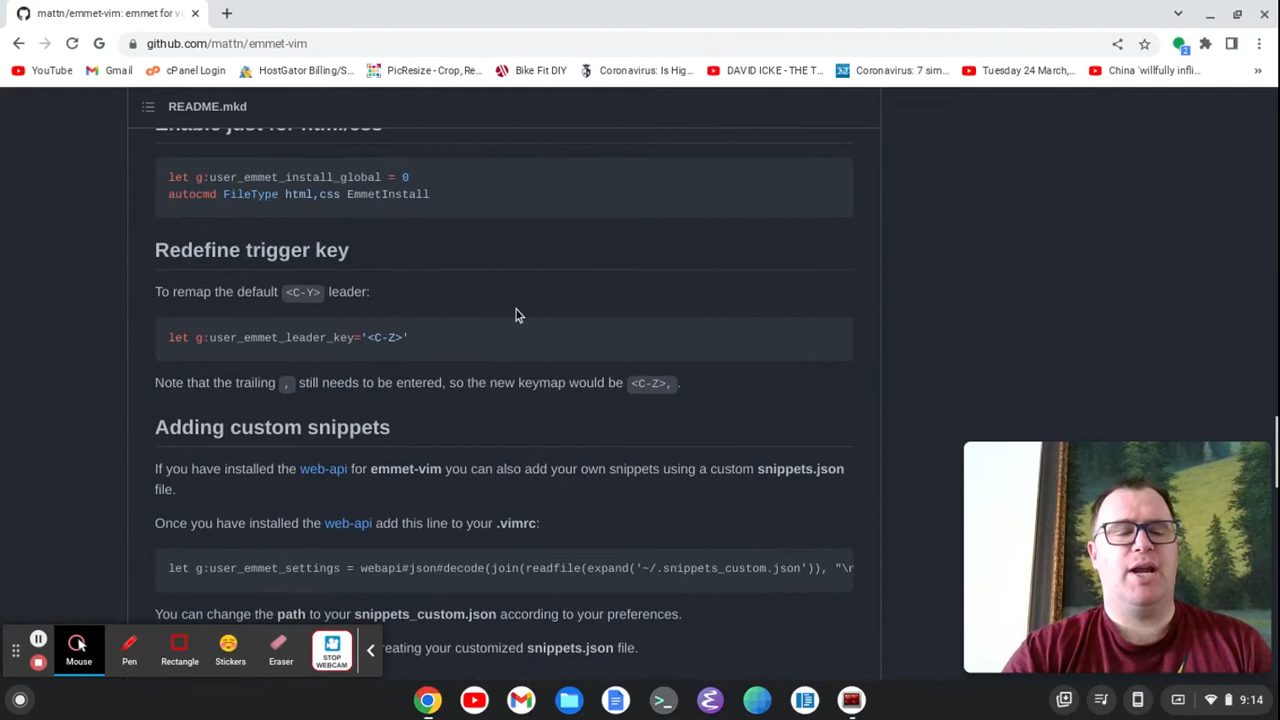 mattn/emmet-vim: emmet for v
github.com/mattn/emmet-vim
YouTube
Gmail
cPanel Login
HostGator Billing/S...
PicResize - Crop, Re...
Bike Fit DIY
Coronavirus: Is Hig...
DAVID ICKE - THE T...
Coronavirus: 7 sim...
Tuesday 24 March,...
China 'willfully infli...
»
2
README.mkd
Enable just for html/css
let g:user_emmet_install_global = 0
autocmd FileType html,css EmmetInstall
Redefine trigger key
To remap the default <C-Y> leader:
let g:user_emmet_leader_key='<C-Z>'
Note that the trailing , still needs to be entered, so the new keymap would be <C-Z>,.
Adding custom snippets
If you have installed the web-api for emmet-vim you can also add your own snippets using a custom snippets.json
file.
Once you have installed the web-api add this line to your .vimrc:
let g:user_emmet_settings = webapi#json#decode(join(readfile(expand('~/.snippets_custom.json')), "\n
You can change the path to your snippets_custom.json according to your preferences.
reating your customized snippets.json file.
Mouse
Pen
Rectangle
Stickers
Eraser
STOP
WEBCAM
9:14